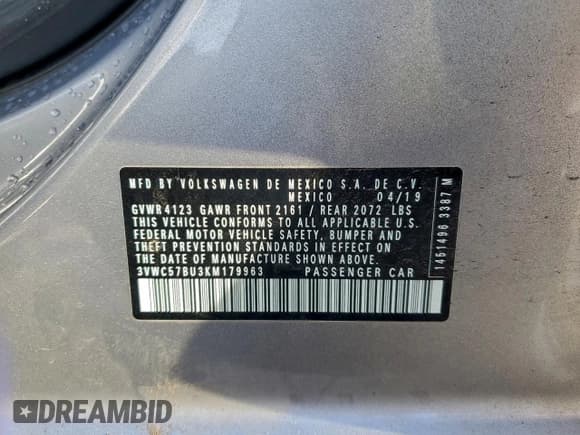 MFD BY VOLKSWAGEN DE MEXICO S.A. DE C.V.
MEXICO 04/19
GVWR4123 GAWR FRONT 2161 / REAR 2072 LBS
THIS VEHICLE CONFORMS TO ALL APPLICABLE U.S.
FEDERAL MOTOR VEHICLE SAFETY, BUMPER AND
THEFT PREVENTION STANDARDS IN EFFECT ON
THE DATE OF MANUFACTURE SHOWN ABOVE.
3VWC57BU3KM179963 PASSENGER CAR
1451496 3387 M
DREAMBID